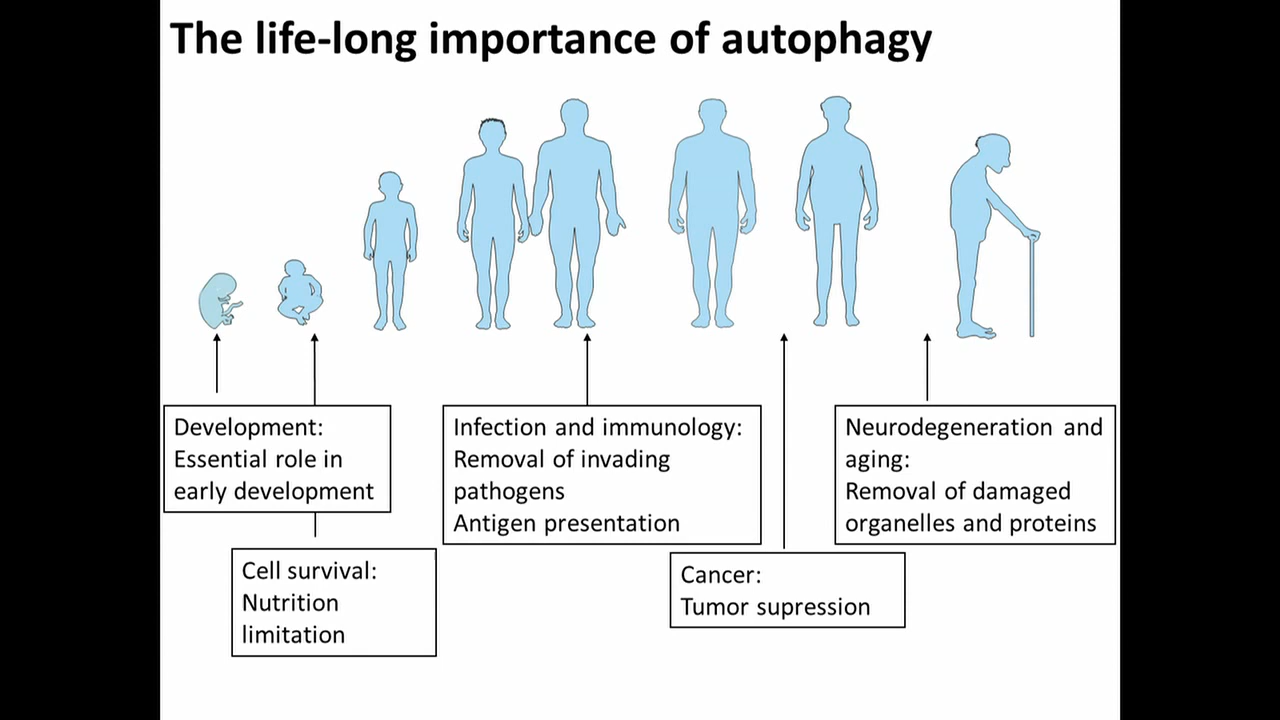 The life-long importance of autophagy
Development:
Essential role in
early development
Cell survival:
Nutrition
limitation
Infection and immunology:
Removal of invading
pathogens
Antigen presentation
Cancer:
Tumor supression
Neurodegeneration and
aging:
Removal of damaged
organelles and proteins